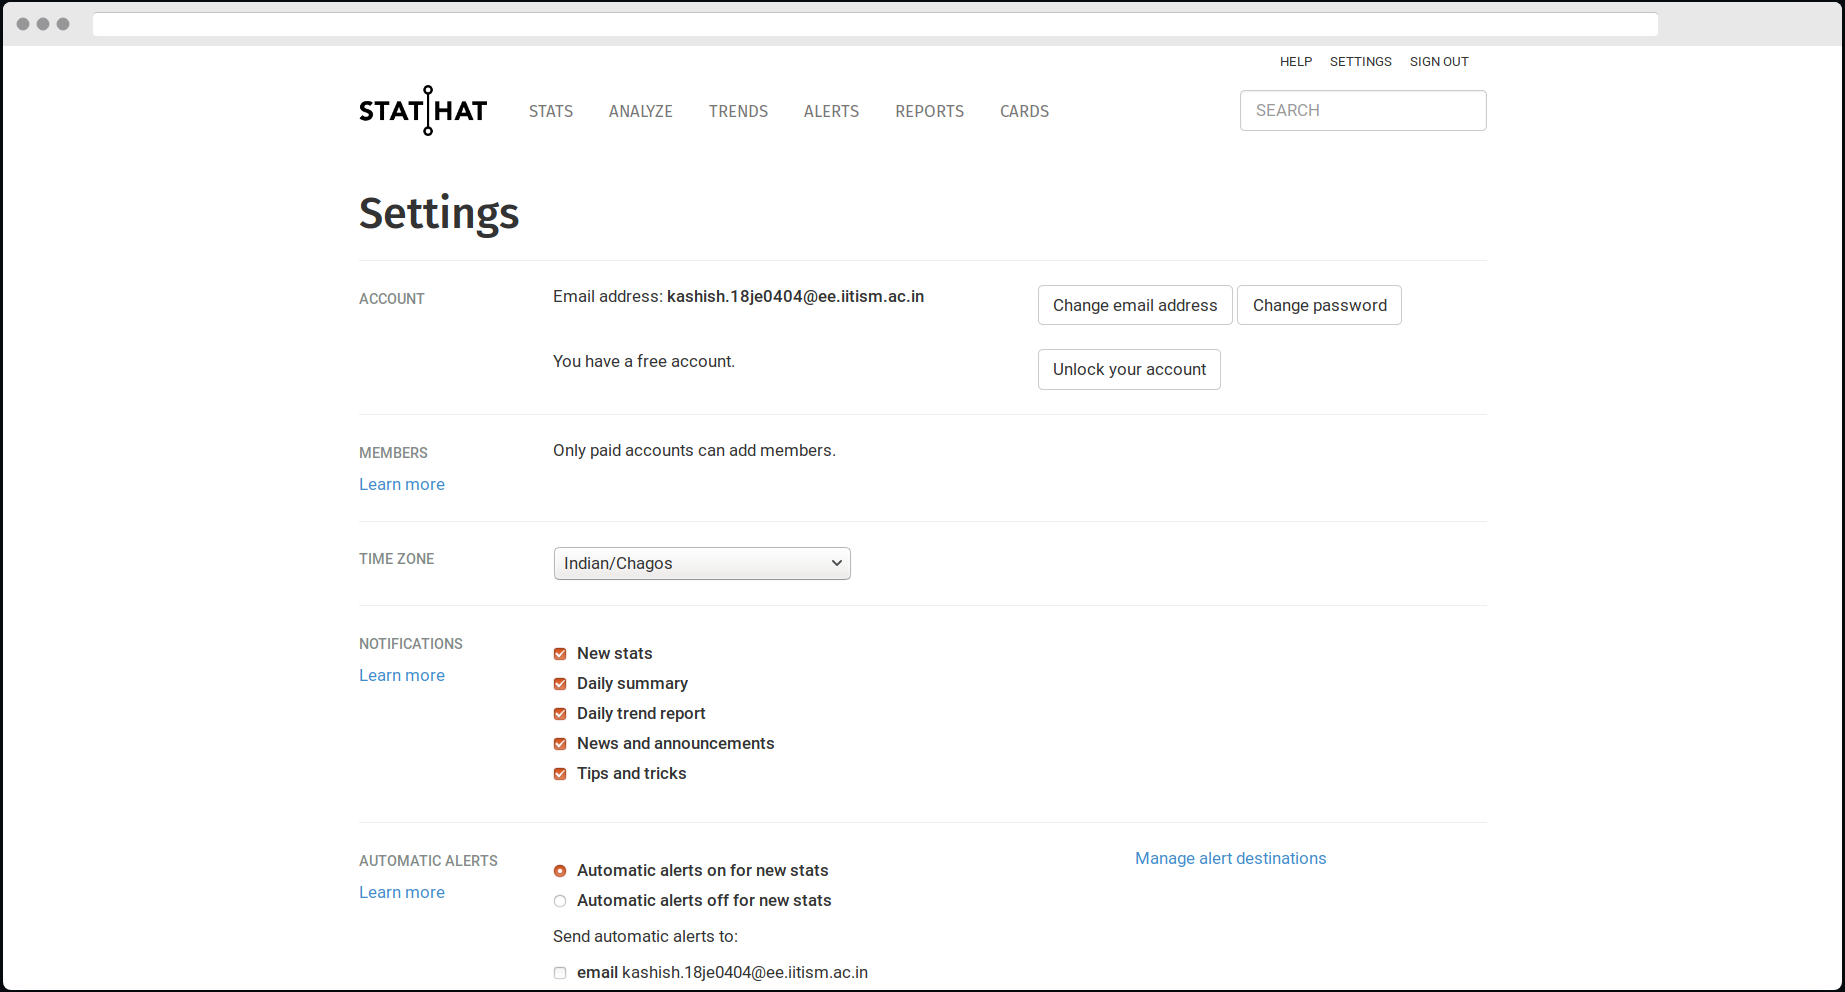 HELP SETTINGS SIGN OUT
STATHAT STATS ANALYZE TRENDS ALERTS REPORTS CARDS SEARCH
Settings
ACCOUNT Email address: kashish.18je0404@ee.iitism.ac.in Change email address Change password
You have a free account. Unlock your account
MEMBERS Only paid accounts can add members.
Learn more
TIME ZONE Indian/Chagos
NOTIFICATIONS New stats
Learn more Daily summary
Daily trend report
News and announcements
Tips and tricks
AUTOMATIC ALERTS Automatic alerts on for new stats Manage alert destinations
Learn more Automatic alerts off for new stats
Send automatic alerts to:
email kashish.18je0404@ee.iitism.ac.in